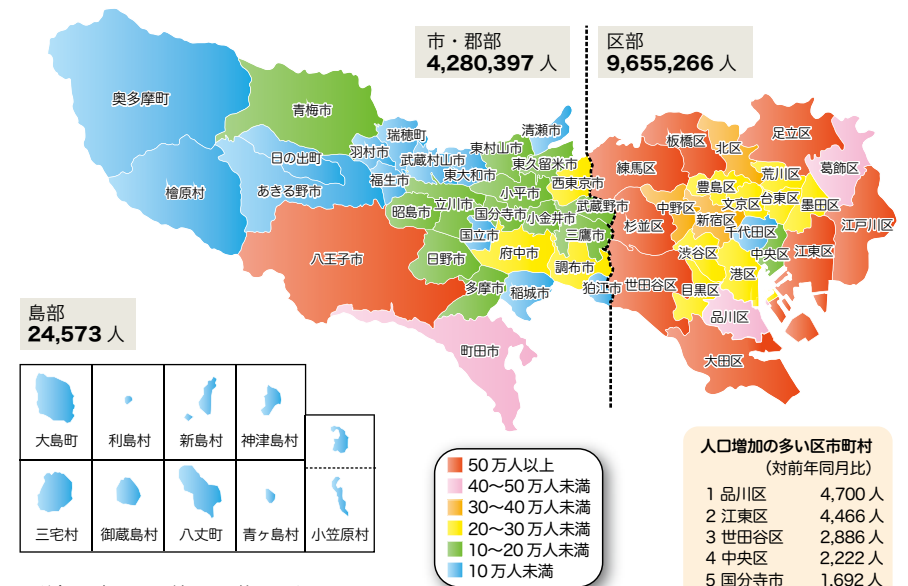 市・郡部
4,280,397 人
区部
9,655,266 人
奥多摩町
青梅市
瑞穂町
清瀬市
日の出町
羽村市
武蔵村山市
東村山市
東久留米市
檜原村
あきる野市
福生市
東大和市
西東京市
昭島市
立川市
小平市
国分寺市
小金井市
武蔵野市
国立市
三鷹市
八王子市
日野市
府中市
調布市
多摩市
稲城市
狛江市
町田市
板橋区
北区
足立区
練馬区
荒川区
葛飾区
豊島区
文京区
台東区
墨田区
中野区
新宿区
千代田区
江戸川区
杉並区
渋谷区
中央区
江東区
港区
世田谷区
目黒区
品川区
大田区
島部
24,573 人
大島町
利島村
新島村
神津島村
三宅村
御蔵島村
八丈町
青ヶ島村
小笠原村
50 万人以上
40〜50 万人未満
30〜40 万人未満
20〜30 万人未満
10〜20 万人未満
10 万人未満
人口増加の多い区市町村
（対前年同月比）
1 品川区 4,700 人
2 江東区 4,466 人
3 世田谷区 2,886 人
4 中央区 2,222 人
5 国分寺市 1,692 人